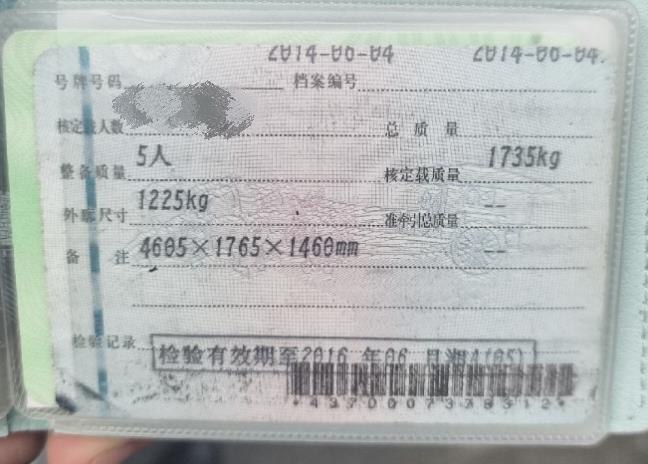 2014-06-04 2014-06-04
号牌号码 档案编号
核定载人数 总质量
5人 1735kg
整备质量 核定载质量
1225kg --
外廓尺寸 准牵引总质量
4605×1765×1460mm --
备注
检验记录
检验有效期至2016年06月湘A(05)
*4370007378312*